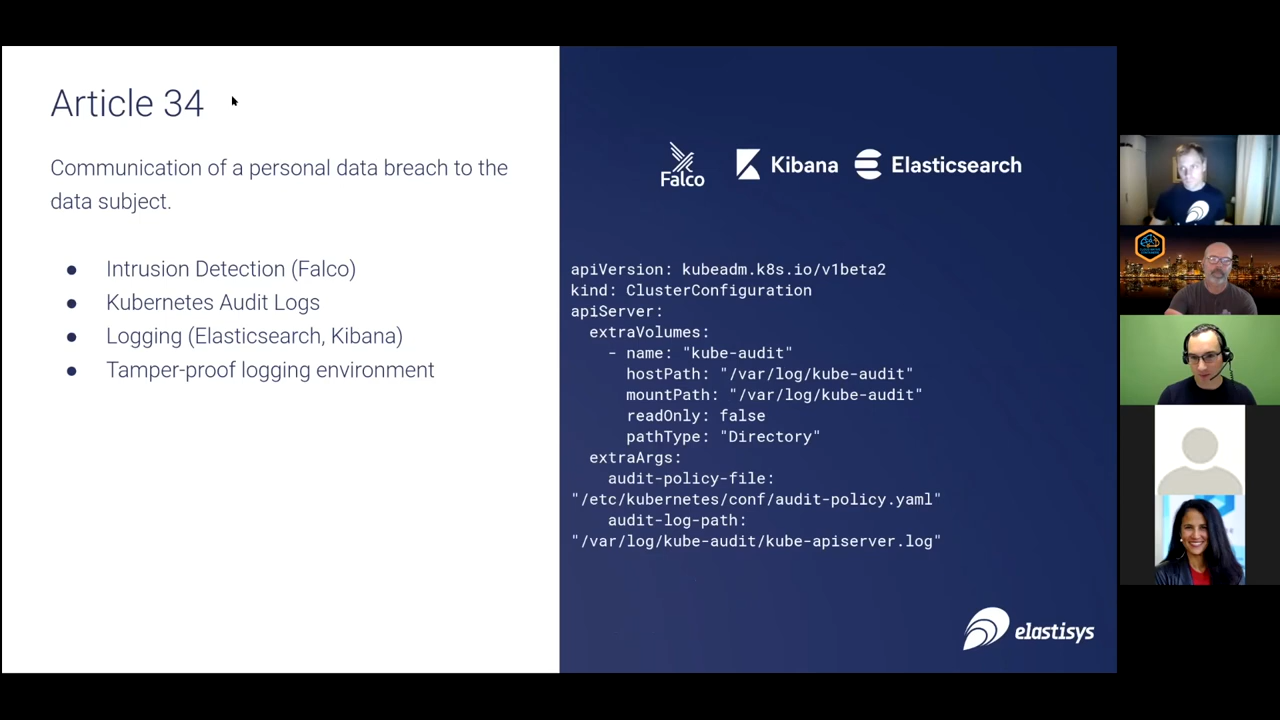 Article 34
Communication of a personal data breach to the
data subject.
● Intrusion Detection (Falco)
● Kubernetes Audit Logs
● Logging (Elasticsearch, Kibana)
● Tamper-proof logging environment
Falco
Kibana
Elasticsearch
apiVersion: kubeadm.k8s.io/v1beta2
kind: ClusterConfiguration
apiServer:
  extraVolumes:
    - name: "kube-audit"
      hostPath: "/var/log/kube-audit"
      mountPath: "/var/log/kube-audit"
      readOnly: false
      pathType: "Directory"
  extraArgs:
    audit-policy-file:
"/etc/kubernetes/conf/audit-policy.yaml"
    audit-log-path:
"/var/log/kube-audit/kube-apiserver.log"
elastisys